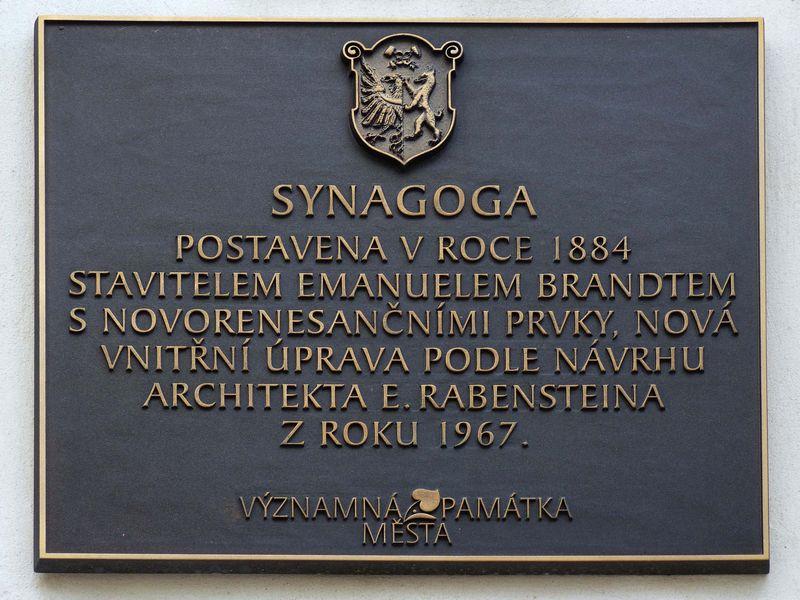 SYNAGOGA
POSTAVENA V ROCE 1884
STAVITELEM EMANUELEM BRANDTEM
S NOVORENESANČNÍMI PRVKY, NOVÁ
VNITŘNÍ ÚPRAVA PODLE NÁVRHU
ARCHITEKTA E. RABENSTEINA
Z ROKU 1967.
VÝZNAMNÁ PAMÁTKA
MĚSTA